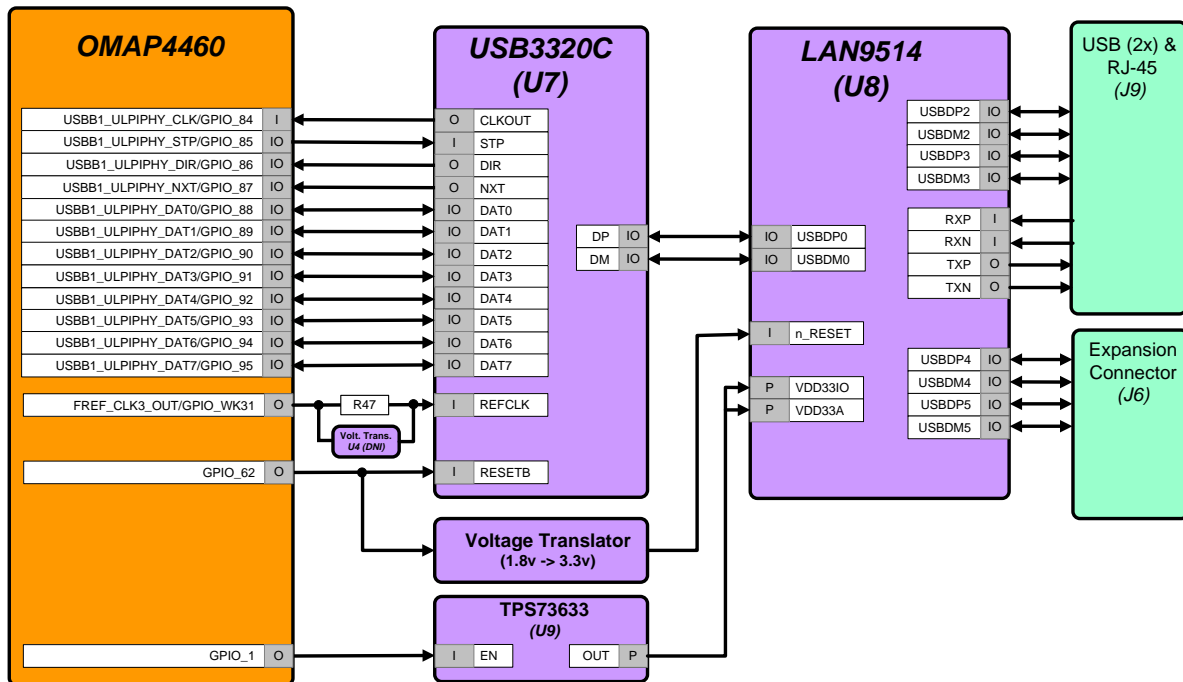 OMAP4460
USBB1_ULPIPHY_CLK/GPIO_84 I
USBB1_ULPIPHY_STP/GPIO_85 IO
USBB1_ULPIPHY_DIR/GPIO_86 IO
USBB1_ULPIPHY_NXT/GPIO_87 IO
USBB1_ULPIPHY_DAT0/GPIO_88 IO
USBB1_ULPIPHY_DAT1/GPIO_89 IO
USBB1_ULPIPHY_DAT2/GPIO_90 IO
USBB1_ULPIPHY_DAT3/GPIO_91 IO
USBB1_ULPIPHY_DAT4/GPIO_92 IO
USBB1_ULPIPHY_DAT5/GPIO_93 IO
USBB1_ULPIPHY_DAT6/GPIO_94 IO
USBB1_ULPIPHY_DAT7/GPIO_95 IO
FREF_CLK3_OUT/GPIO_WK31 O
GPIO_62 O
GPIO_1 O
R47
Volt. Trans.
U4 (DNI)
USB3320C
(U7)
O CLKOUT
I STP
O DIR
O NXT
IO DAT0
IO DAT1
IO DAT2
IO DAT3
IO DAT4
IO DAT5
IO DAT6
IO DAT7
I REFCLK
I RESETB
DP IO
DM IO
Voltage Translator
(1.8v -> 3.3v)
TPS73633
(U9)
I EN
OUT P
LAN9514
(U8)
IO USBDP0
IO USBDM0
I n_RESET
P VDD33IO
P VDD33A
USBDP2 IO
USBDM2 IO
USBDP3 IO
USBDM3 IO
RXP I
RXN I
TXP O
TXN O
USBDP4 IO
USBDM4 IO
USBDP5 IO
USBDM5 IO
USB (2x) &
RJ-45
(J9)
Expansion
Connector
(J6)